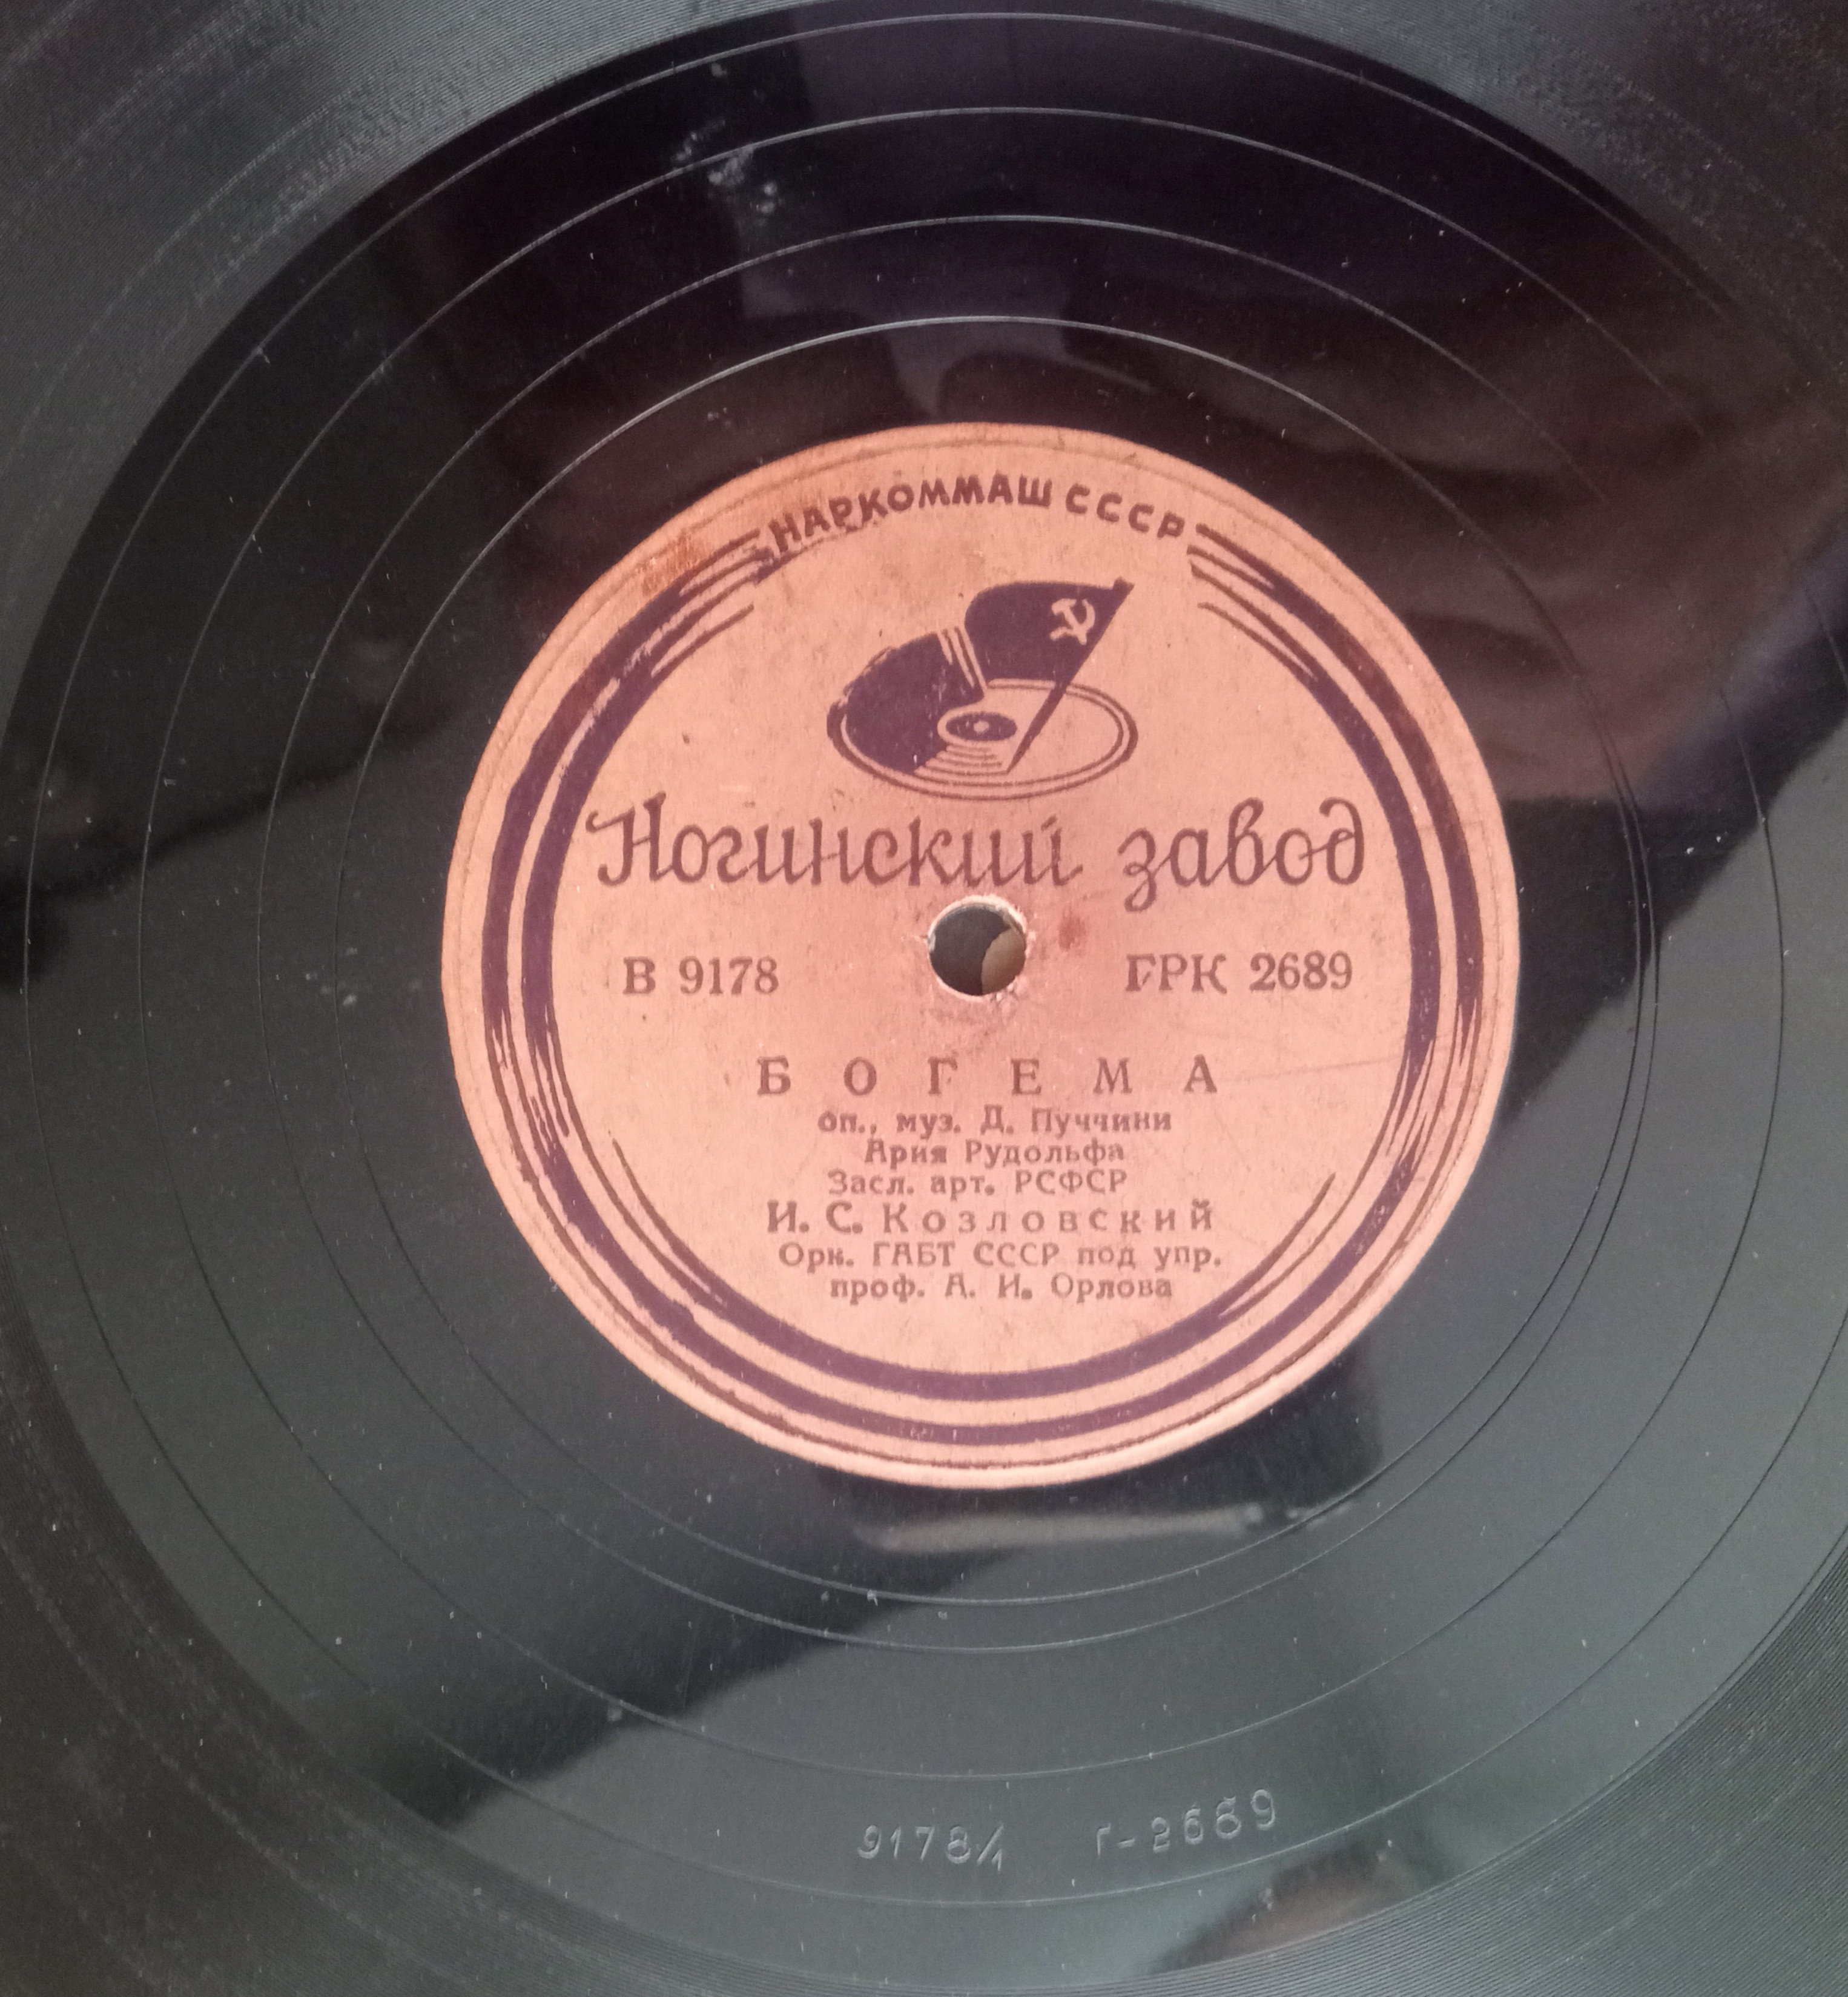 НАРКОММАШ СССР
Ногинский завод
В 9178 ГРК 2689
БОГЕМА
оп., муз. Д. Пуччини
Ария Рудольфа
Засл. арт. РСФСР
И. С. Козловский
Орк. ГАБТ СССР под упр.
проф. А. И. Орлова
9178/1 Г-2689